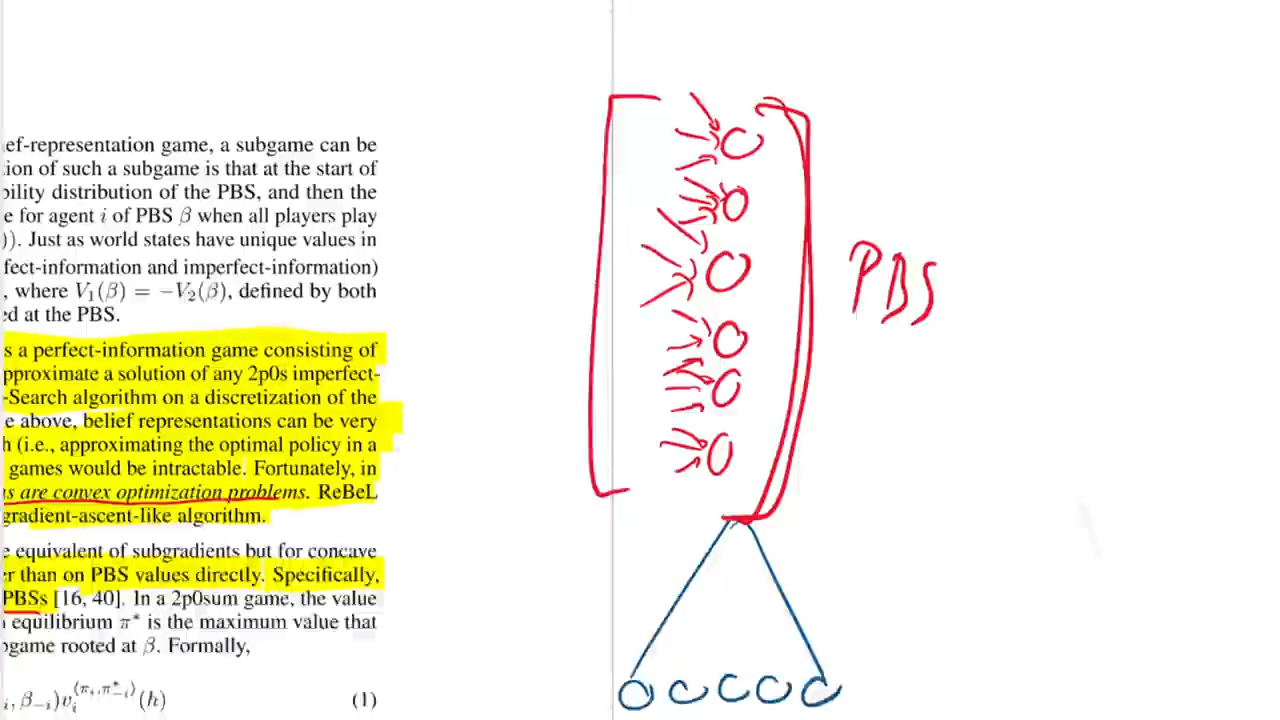 ef-representation game, a subgame can be
ion of such a subgame is that at the start of
bility distribution of the PBS, and then the
e for agent i of PBS β when all players play
)). Just as world states have unique values in
fect-information and imperfect-information)
, where V₁(β) = −V₂(β), defined by both
ed at the PBS.
s a perfect-information game consisting of
pproximate a solution of any 2p0s imperfect-
-Search algorithm on a discretization of the
e above, belief representations can be very
h (i.e., approximating the optimal policy in a
games would be intractable. Fortunately, in
ns are convex optimization problems. ReBeL
gradient-ascent-like algorithm.
e equivalent of subgradients but for concave
er than on PBS values directly. Specifically,
PBSs [16, 40]. In a 2p0sum game, the value
equilibrium π* is the maximum value that
ogame rooted at β. Formally,
i, β₋ᵢ)vᵢ^⟨πᵢ,π*₋ᵢ⟩(h) (1)
PBS